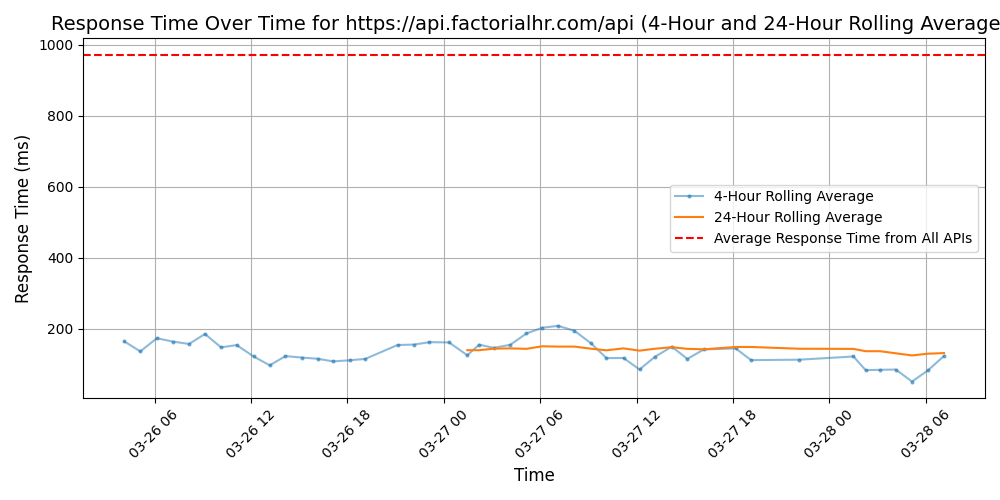 Response Time Over Time for https://api.factorialhr.com/api (4-Hour and 24-Hour Rolling Average
Response Time (ms)
1000
800
600
400
200
4-Hour Rolling Average
24-Hour Rolling Average
Average Response Time from All APIs
03-26 06
03-26 12
03-26 18
03-27 00
03-27 06
03-27 12
03-27 18
03-28 00
03-28 06
Time